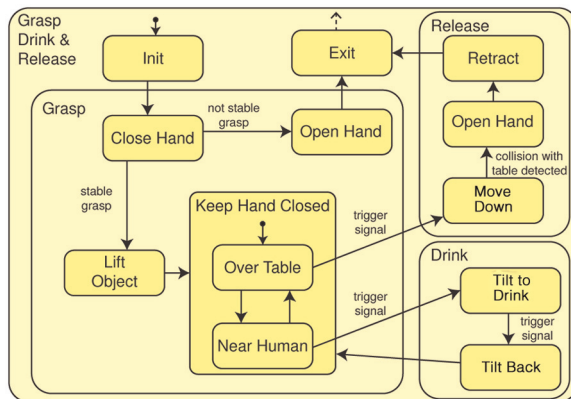 Grasp
Drink &
Release
Init
Exit
Release
Retract
Grasp
Close Hand
not stable
grasp
Open Hand
Open Hand
collision with
table detected
Move
Down
stable
grasp
Keep Hand Closed
trigger
signal
Lift
Object
Over Table
Drink
trigger
signal
Tilt to
Drink
trigger
signal
Near Human
Tilt Back